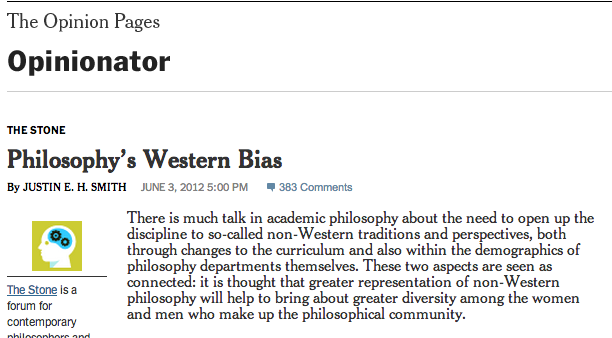 The Opinion Pages
Opinionator
THE STONE
Philosophy's Western Bias
By JUSTIN E. H. SMITH JUNE 3, 2012 5:00 PM 383 Comments
There is much talk in academic philosophy about the need to open up the
discipline to so-called non-Western traditions and perspectives, both
through changes to the curriculum and also within the demographics of
philosophy departments themselves. These two aspects are seen as
connected: it is thought that greater representation of non-Western
philosophy will help to bring about greater diversity among the women
and men who make up the philosophical community.
The Stone is a
forum for
contemporary
philosophers and